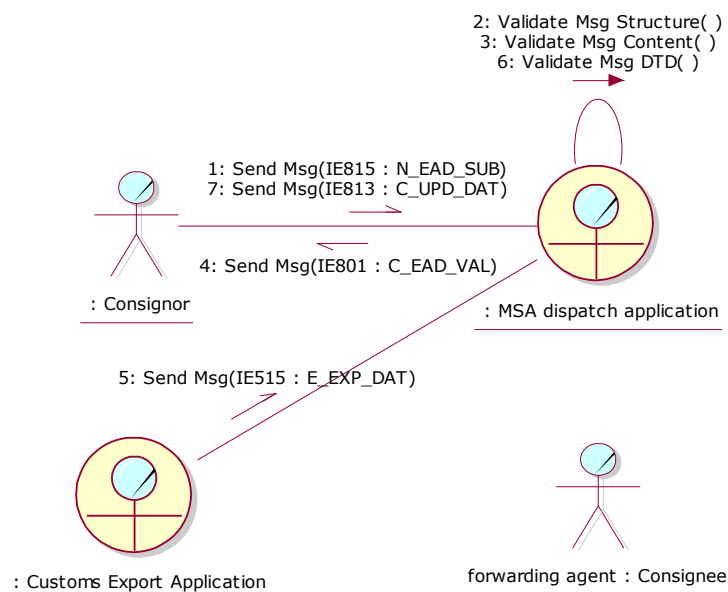 2: Validate Msg Structure( )
3: Validate Msg Content( )
6: Validate Msg DTD( )
1: Send Msg(IE815 : N_EAD_SUB)
7: Send Msg(IE813 : C_UPD_DAT)
4: Send Msg(IE801 : C_EAD_VAL)
: Consignor
: MSA dispatch application
5: Send Msg(IE515 : E_EXP_DAT)
: Customs Export Application
forwarding agent : Consignee